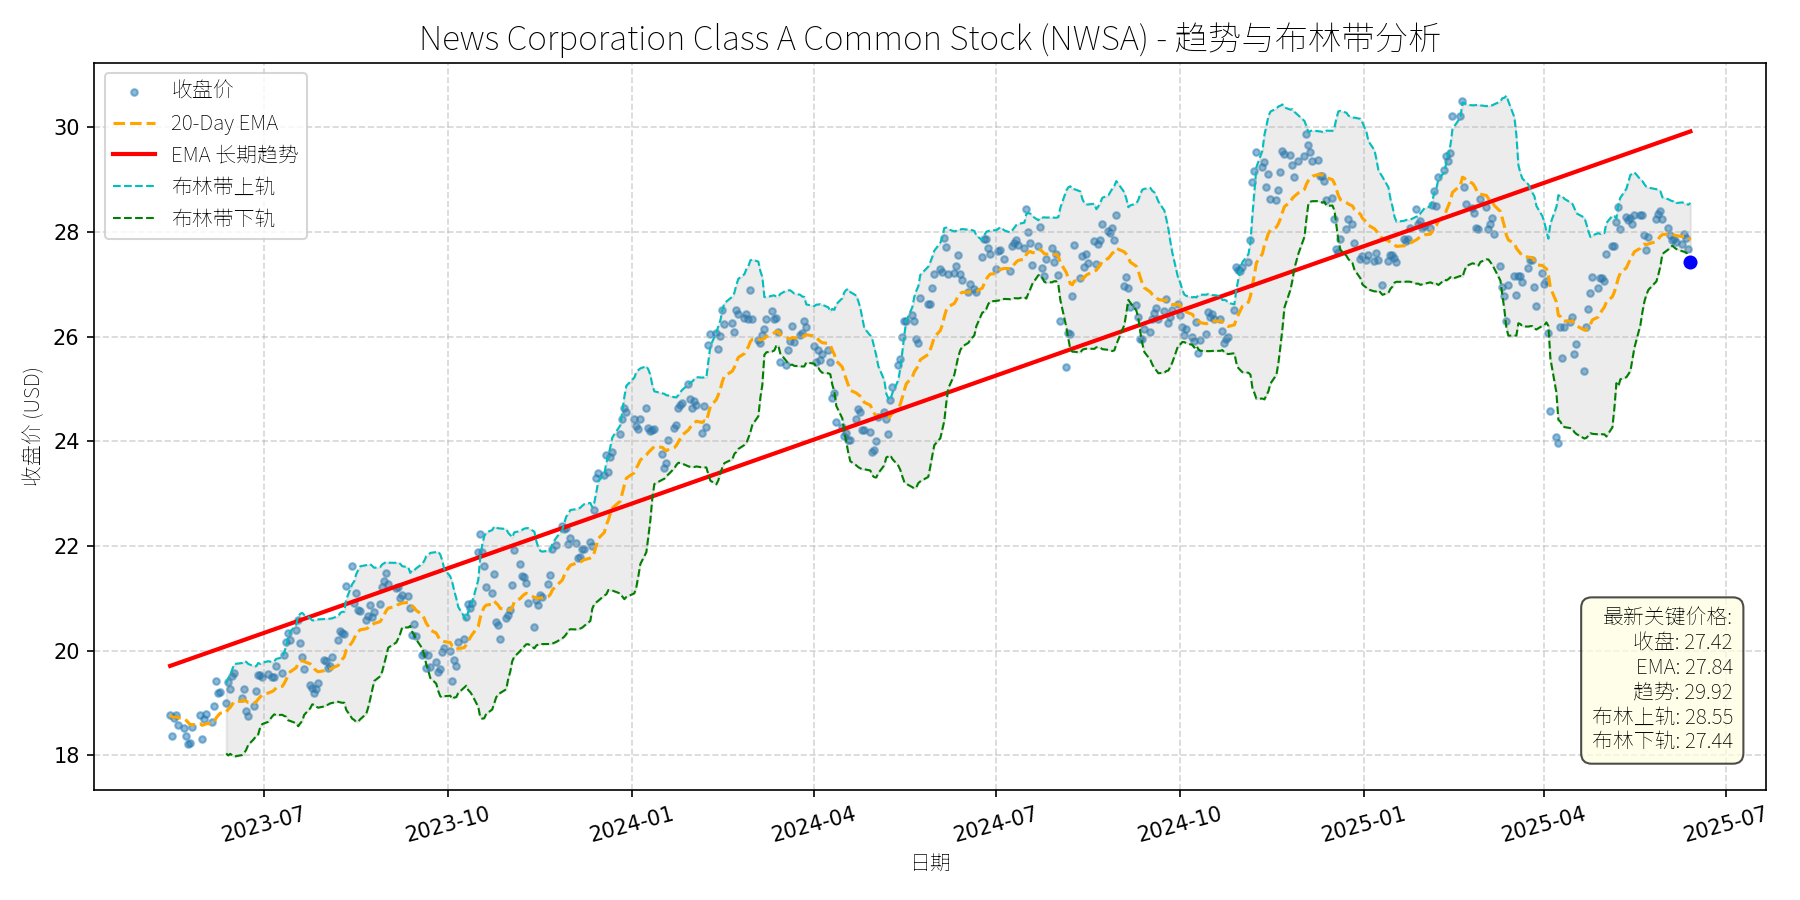 News Corporation Class A Common Stock (NWSA) - 趋势与布林带分析
收盘价
20-Day EMA
EMA 长期趋势
布林带上轨
布林带下轨
30
28
26
24
22
20
18
收盘价 (USD)
最新关键价格:
收盘: 27.42
EMA: 27.84
趋势: 29.92
布林上轨: 28.55
布林下轨: 27.44
2023-07
2023-10
2024-01
2024-04
2024-07
2024-10
2025-01
2025-04
2025-07
日期